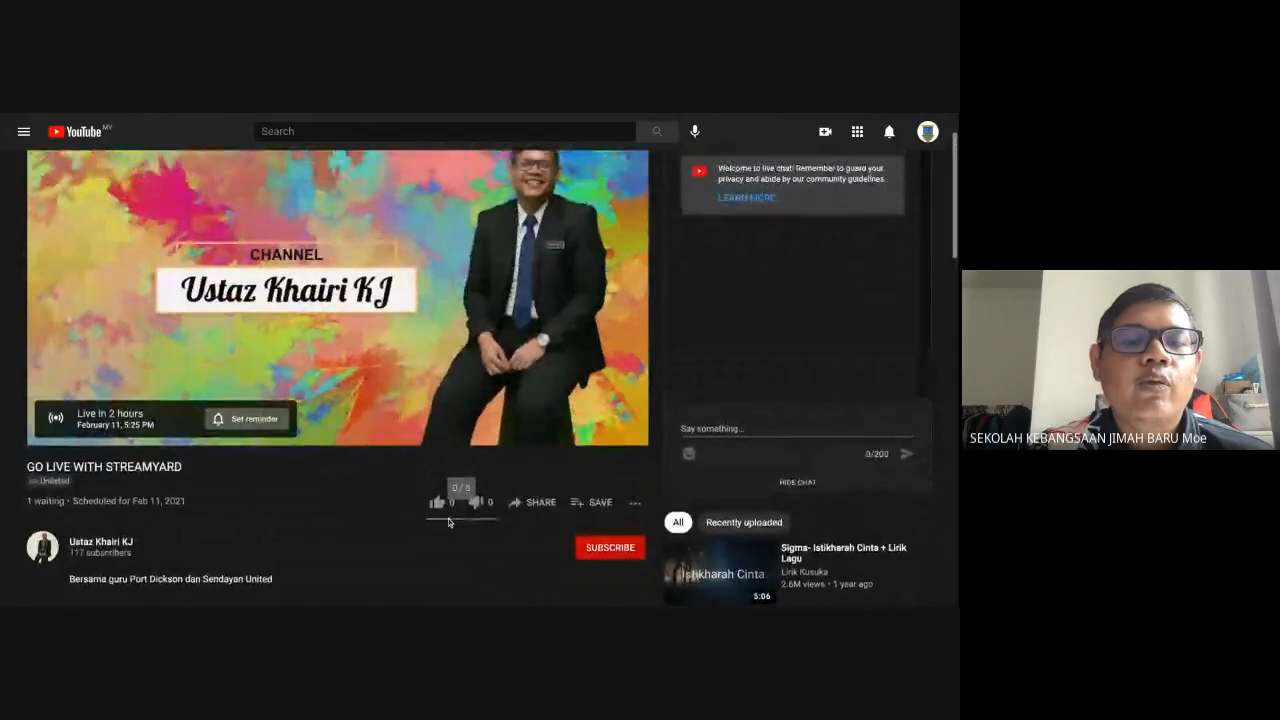 YouTube MY
Search
CHANNEL
Ustaz Khairi KJ
Live in 2 hours
February 11, 5:25 PM
Set reminder
Welcome to live chat! Remember to guard your
privacy and abide by our community guidelines.
LEARN MORE
Say something...
0/200
HIDE CHAT
GO LIVE WITH STREAMYARD
Unlisted
1 waiting • Scheduled for Feb 11, 2021
0 / 0
0
0
SHARE
SAVE
Ustaz Khairi KJ
117 subscribers
SUBSCRIBE
Bersama guru Port Dickson dan Sendayan United
All
Recently uploaded
Istikharah Cinta
5:06
Sigma- Istikharah Cinta + Lirik
Lagu
Lirik Kusuka
2.6M views • 1 year ago
SEKOLAH KEBANGSAAN JIMAH BARU Moe